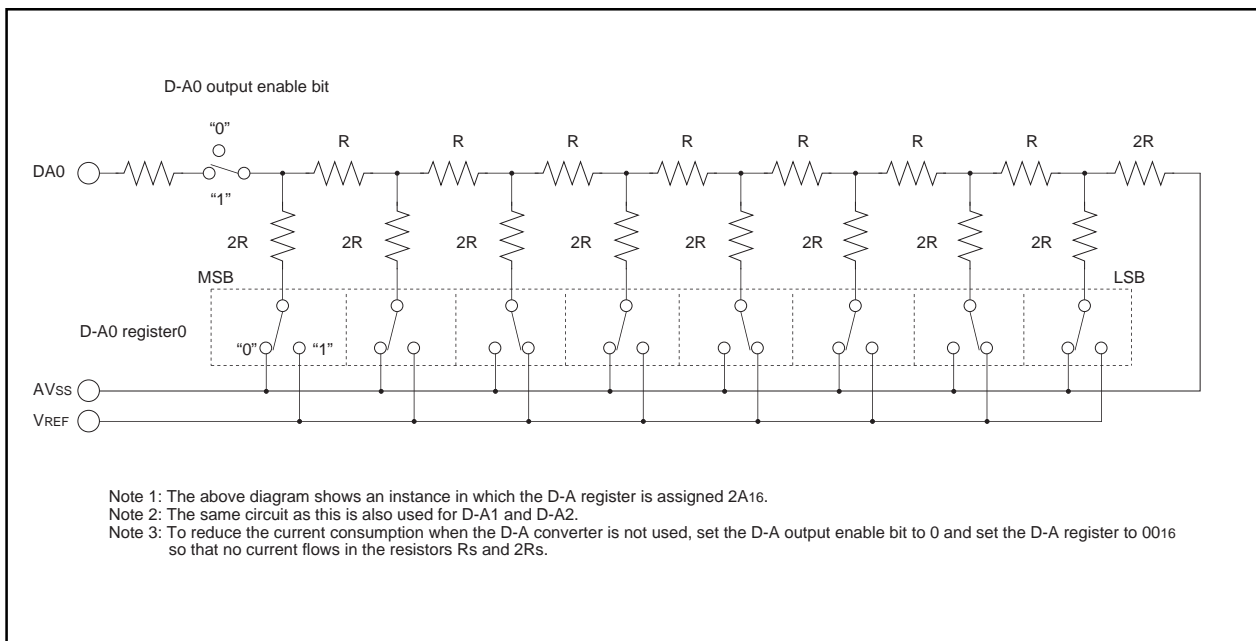 D-A0 output enable bit
“0”
R R R R R R R 2R
DA0
“1”
2R 2R 2R 2R 2R 2R 2R 2R
MSB LSB
D-A0 register0
“0” “1”
AVSS
VREF
Note 1: The above diagram shows an instance in which the D-A register is assigned 2A16.
Note 2: The same circuit as this is also used for D-A1 and D-A2.
Note 3: To reduce the current consumption when the D-A converter is not used, set the D-A output enable bit to 0 and set the D-A register to 0016
so that no current flows in the resistors Rs and 2Rs.